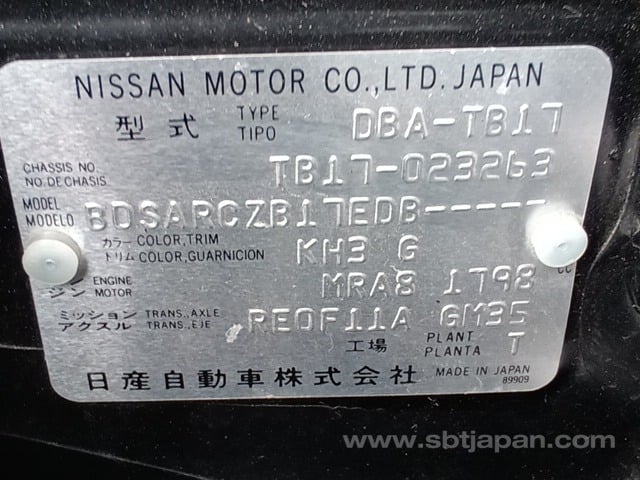 NISSAN MOTOR CO.,LTD. JAPAN
型式 TYPE TIPO DBA-TB17
CHASSIS NO. NO. DE CHASIS TB17-023263
MODEL MODELO BDSARCZB17EDB-----
カラー COLOR,TRIM トリム COLOR,GUARNICION KH3 G
ン ENGINE ジン MOTOR MRA8 1798 CC
ミッション TRANS., AXLE アクスル TRANS., EJE RE0F11A GM35
工場 PLANT PLANTA T
日産自動車株式会社 MADE IN JAPAN
89909
www.sbtjapan.com